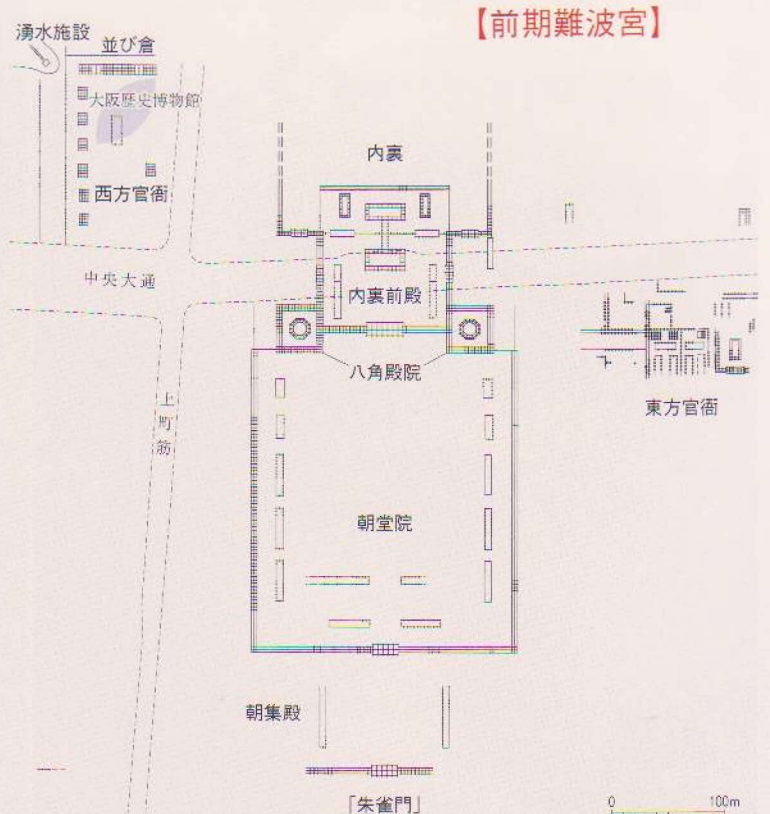 【前期難波宮】
湧水施設
並び倉
大阪歴史博物館
西方官衙
内裏
中央大通
内裏前殿
八角殿院
東方官衙
上町筋
朝堂院
朝集殿
「朱雀門」
0 100m